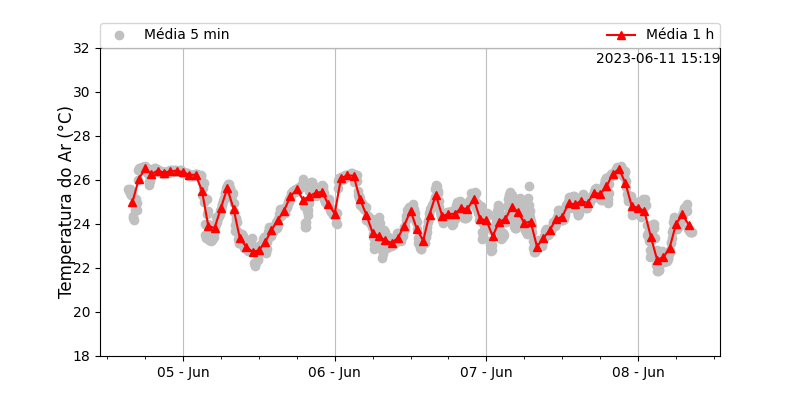 Média 5 min
Média 1 h
2023-06-11 15:19
Temperatura do Ar (°C)
32
30
28
26
24
22
20
18
05 - Jun
06 - Jun
07 - Jun
08 - Jun